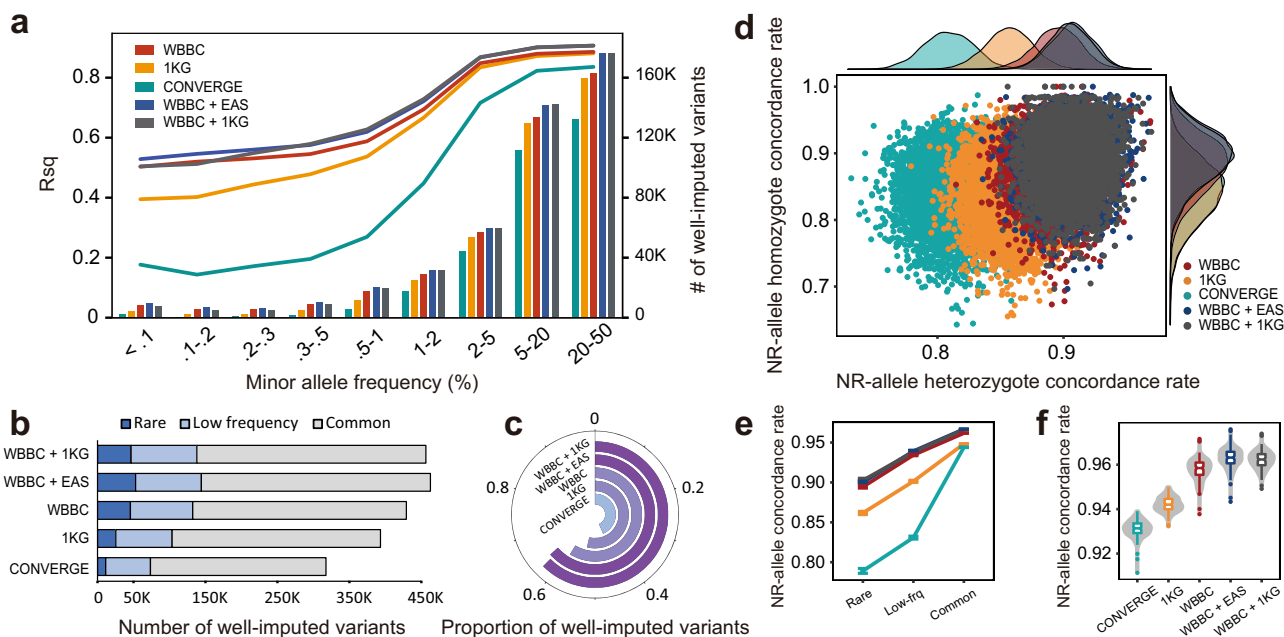 a
WBBC
1KG
CONVERGE
WBBC + EAS
WBBC + 1KG
0.8
0.6
0.4
0.2
0
Rsq
160K
120K
80K
40K
0
# of well-imputed variants
< .1
.1-.2
.2-.3
.3-.5
.5-1
1-2
2-5
5-20
20-50
Minor allele frequency (%)
d
NR-allele homozygote concordance rate
1.0
0.9
0.8
0.7
0.8
0.9
NR-allele heterozygote concordance rate
WBBC
1KG
CONVERGE
WBBC + EAS
WBBC + 1KG
b
Rare
Low frequency
Common
WBBC + 1KG
WBBC + EAS
WBBC
1KG
CONVERGE
0
50K
150K
250K
350K
450K
Number of well-imputed variants
c
0
0.2
0.4
0.6
0.8
WBBC + 1KG
WBBC + EAS
WBBC
1KG
CONVERGE
Proportion of well-imputed variants
e
NR-allele concordance rate
0.95
0.90
0.85
0.80
Rare
Low-frq
Common
f
NR-allele concordance rate
0.96
0.94
0.92
CONVERGE
1KG
WBBC
WBBC + EAS
WBBC + 1KG